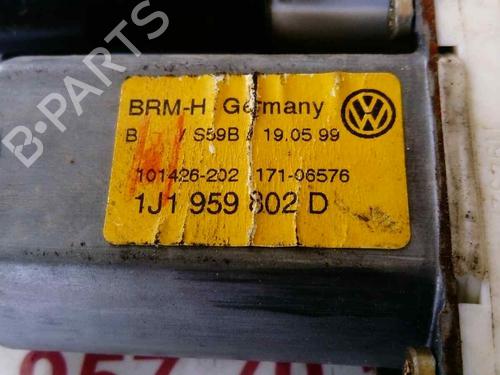 BRM-H Germany
S59B / 19.05 99
101426-202 171-06576
1J1 959 802 D
B-PARTS